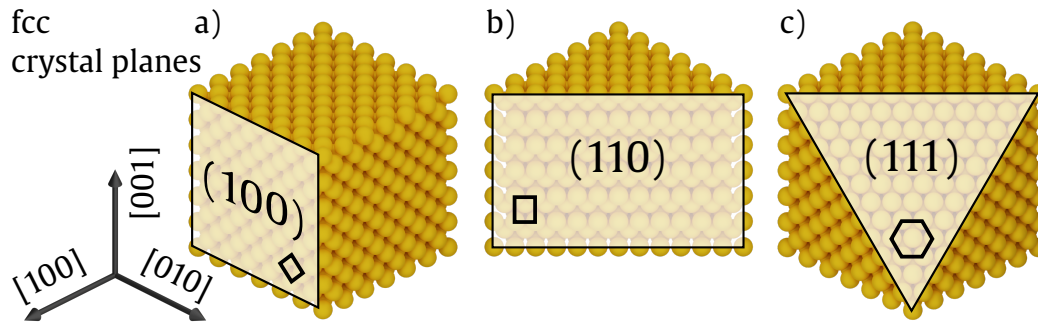 fcc
crystal planes
a)
b)
c)
(100)
(110)
(111)
[001]
[100]
[010]